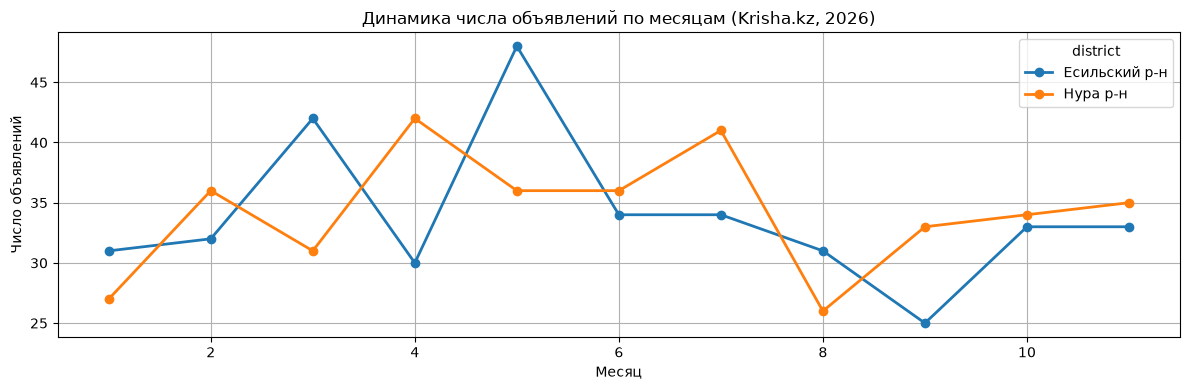 Динамика числа объявлений по месяцам (Krisha.kz, 2026)
district
Есильский р-н
Нура р-н
Число объявлений
45
40
35
30
25
2
4
6
8
10
Месяц